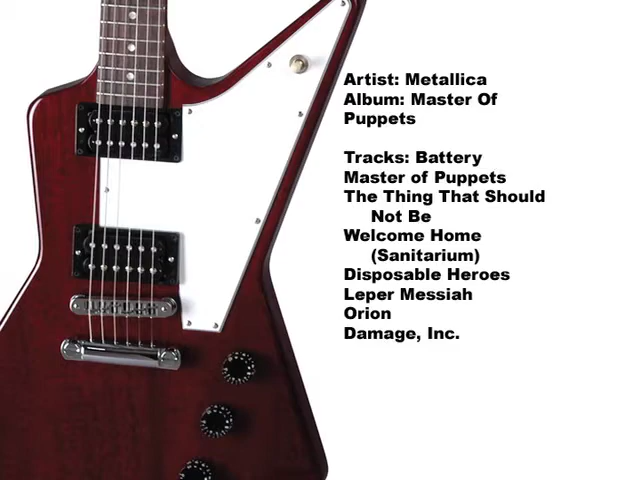 Artist: Metallica
Album: Master Of
Puppets
Tracks: Battery
Master of Puppets
The Thing That Should
Not Be
Welcome Home
(Sanitarium)
Disposable Heroes
Leper Messiah
Orion
Damage, Inc.